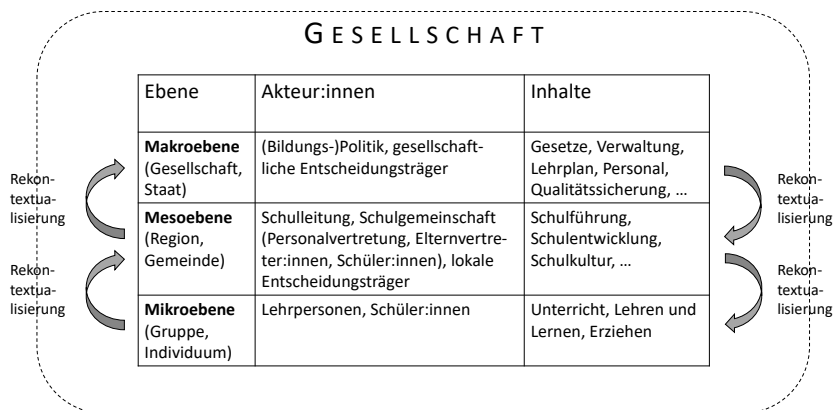 GESELLSCHAFT
Ebene
Akteur:innen
Inhalte
Makroebene
(Gesellschaft,
Staat)
(Bildungs-)Politik, gesellschaft-
liche Entscheidungsträger
Gesetze, Verwaltung,
Lehrplan, Personal,
Qualitätssicherung, ...
Rekon-
textua-
lisierung
Rekon-
textua-
lisierung
Mesoebene
(Region,
Gemeinde)
Schulleitung, Schulgemeinschaft
(Personalvertretung, Elternvertre-
ter:innen, Schüler:innen), lokale
Entscheidungsträger
Schulführung,
Schulentwicklung,
Schulkultur, ...
Rekon-
textua-
lisierung
Rekon-
textua-
lisierung
Mikroebene
(Gruppe,
Individuum)
Lehrpersonen, Schüler:innen
Unterricht, Lehren und
Lernen, Erziehen